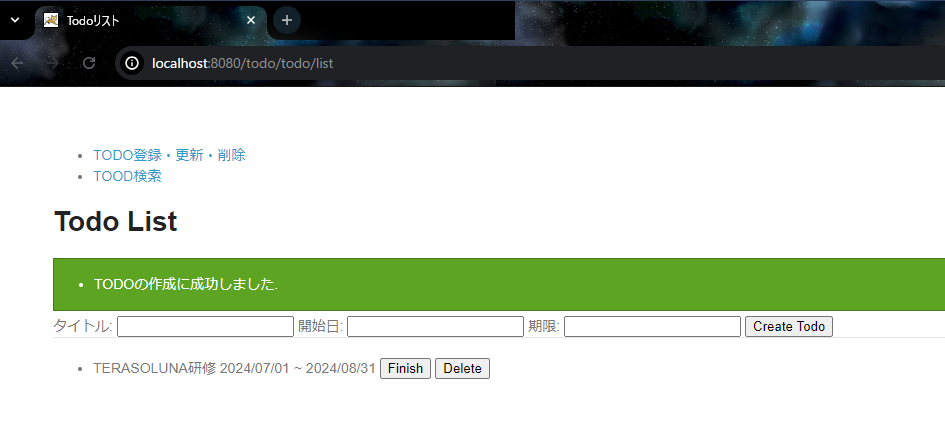 Todoリスト
localhost:8080/todo/todo/list
TODO登録・更新・削除
TOOD検索
Todo List
TODOの作成に成功しました.
タイトル: 開始日: 期限: Create Todo
TERASOLUNA研修 2024/07/01 ~ 2024/08/31 Finish Delete